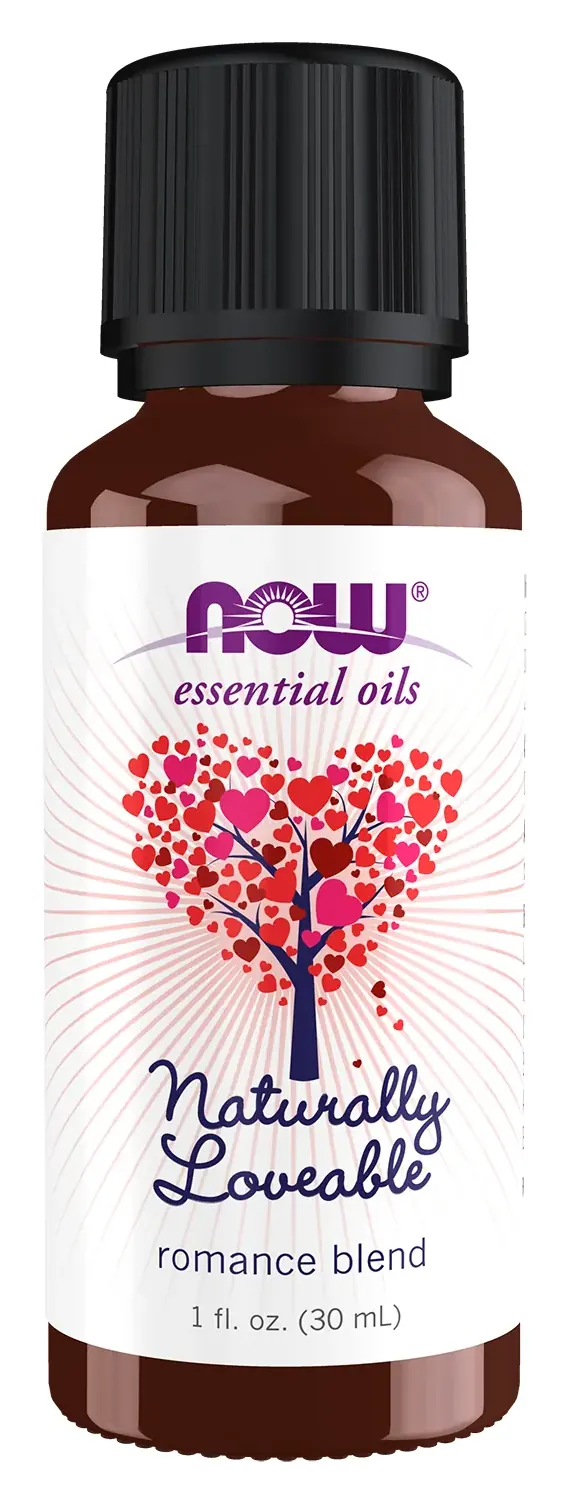 NOW®
essential oils
Naturally
Loveable
romance blend
1 fl. oz. (30 mL)